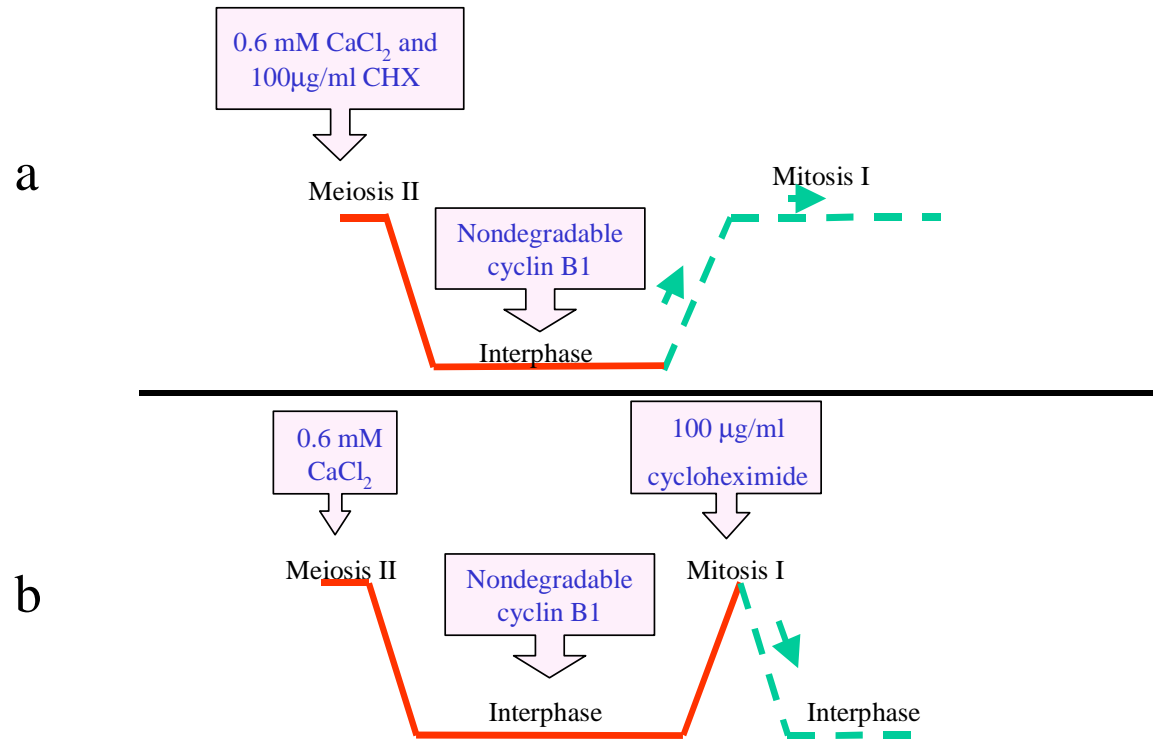 a
0.6 mM CaCl₂ and
100μg/ml CHX
Meiosis II
Nondegradable
cyclin B1
Interphase
Mitosis I
b
0.6 mM
CaCl₂
100 μg/ml
cycloheximide
Meiosis II
Nondegradable
cyclin B1
Mitosis I
Interphase
Interphase